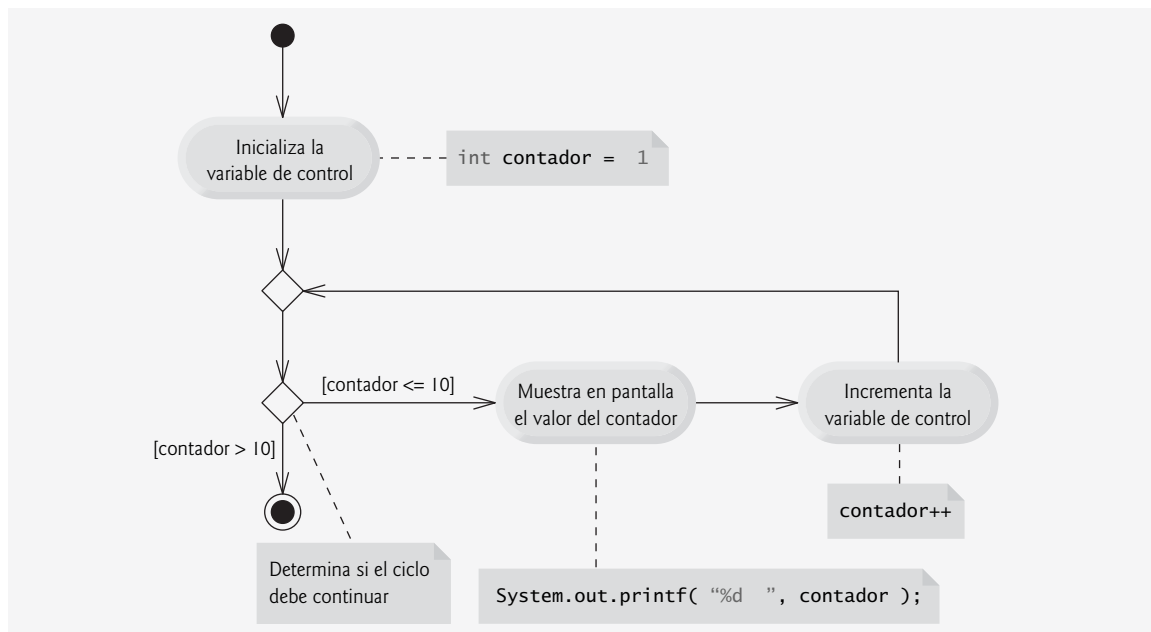 Inicializa la
variable de control
int contador =  1
[contador <= 10]
Muestra en pantalla
el valor del contador
Incrementa la
variable de control
[contador > 10]
contador++
Determina si el ciclo
debe continuar
System.out.printf( “%d  ”, contador );